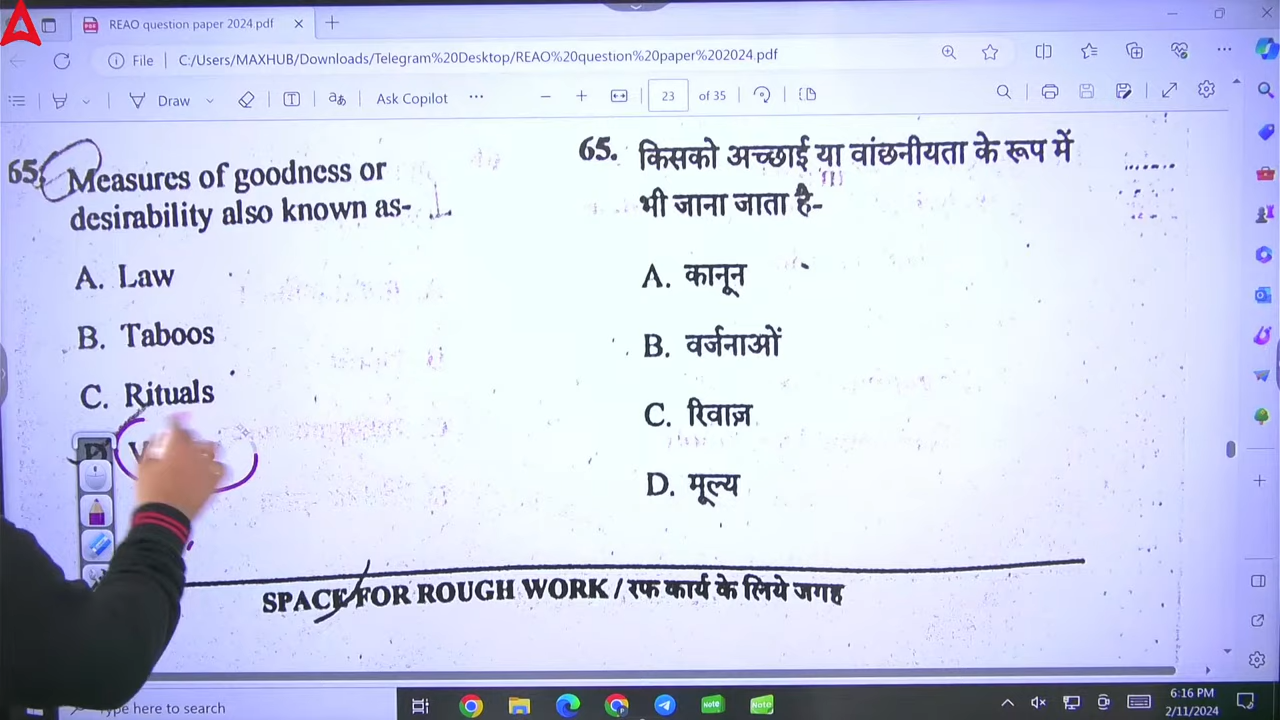 REAO question paper 2024.pdf
File
C:/Users/MAXHUB/Downloads/Telegram%20Desktop/REAO%20question%20paper%202024.pdf
Draw
Ask Copilot
23
of 35
65.
Measures of goodness or
desirability also known as-
A. Law
B. Taboos
C. Rituals
D.
65. किसको अच्छाई या वांछनीयता के रूप में
भी जाना जाता है-
A. कानून
B. वर्जनाओं
C. रिवाज़
D. मूल्य
SPACE FOR ROUGH WORK / रफ कार्य के लिये जगह
Type here to search
Note
Note
6:16 PM
2/11/2024